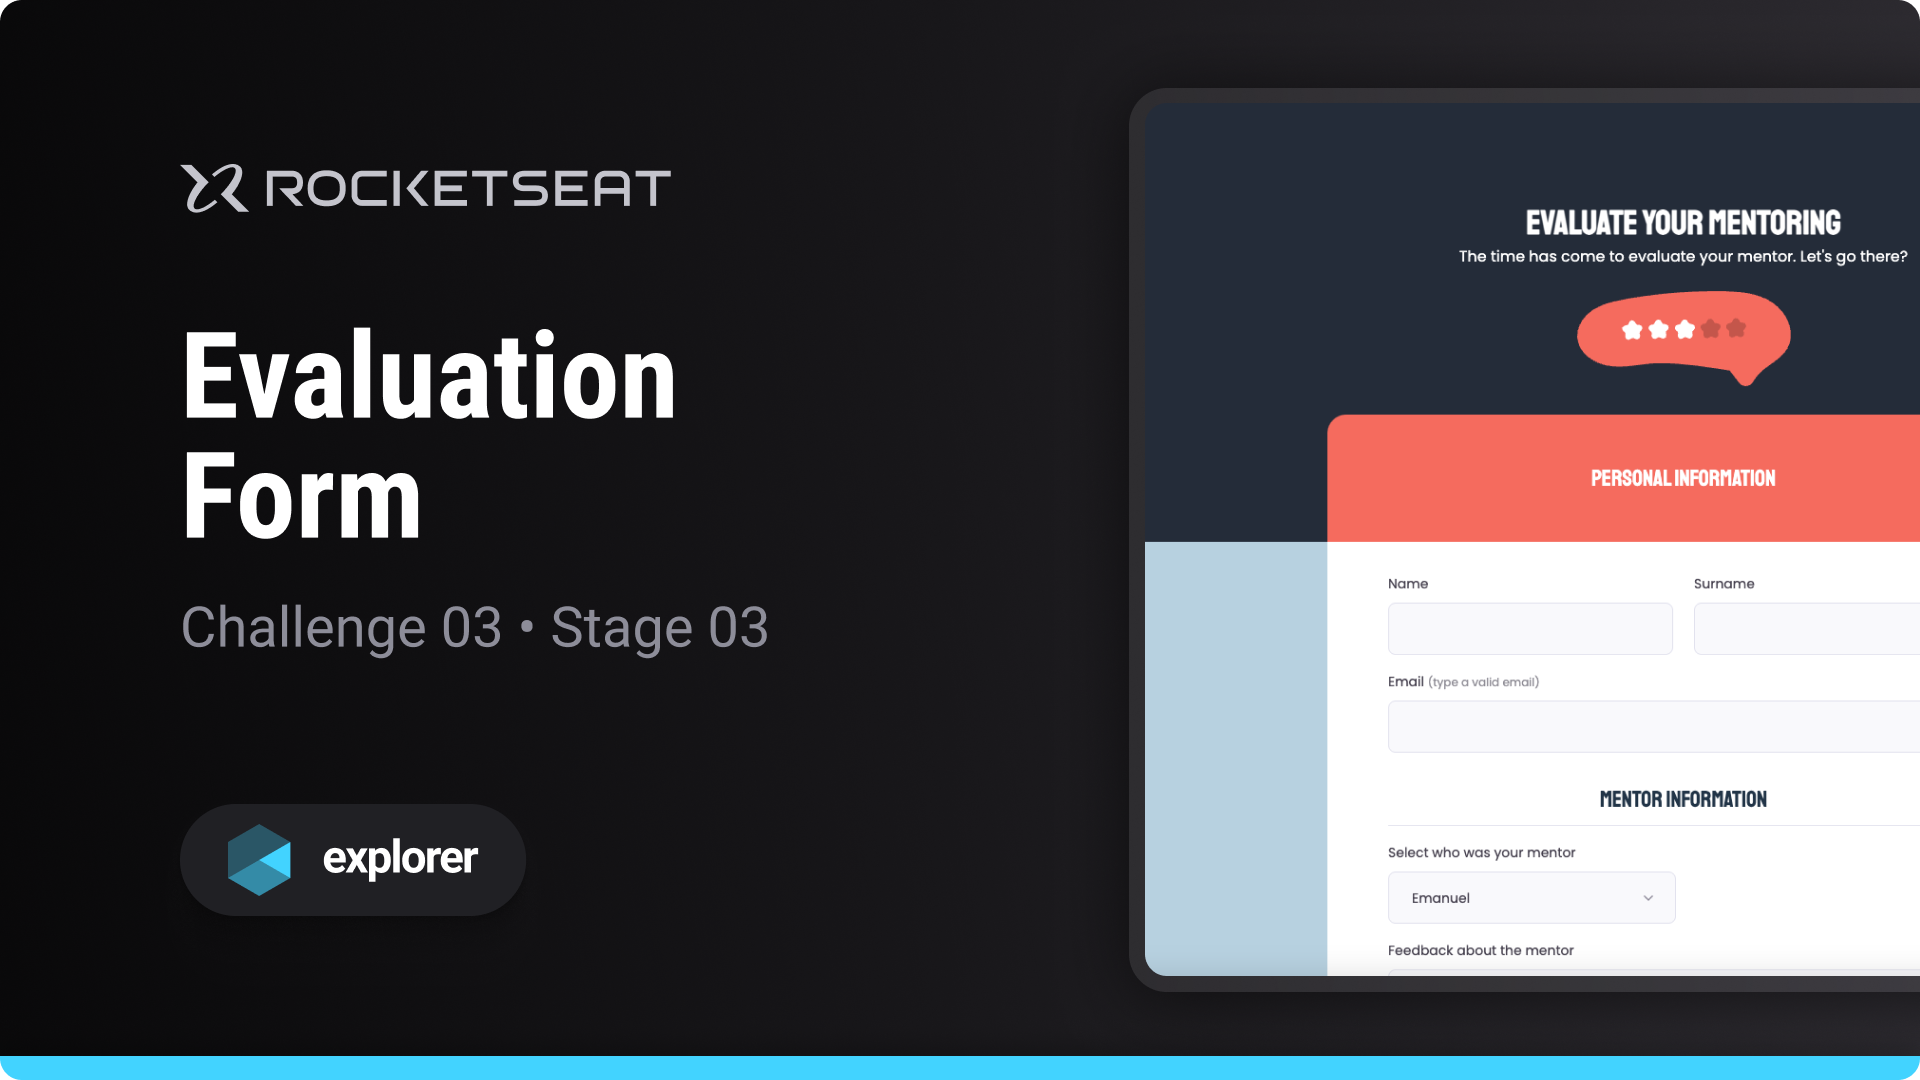 ROCKETSEAT
Evaluation
Form
Challenge 03 • Stage 03
explorer
EVALUATE YOUR MENTORING
The time has come to evaluate your mentor. Let's go there?
PERSONAL INFORMATION
Name
Surname
Email (type a valid email)
MENTOR INFORMATION
Select who was your mentor
Emanuel
Feedback about the mentor